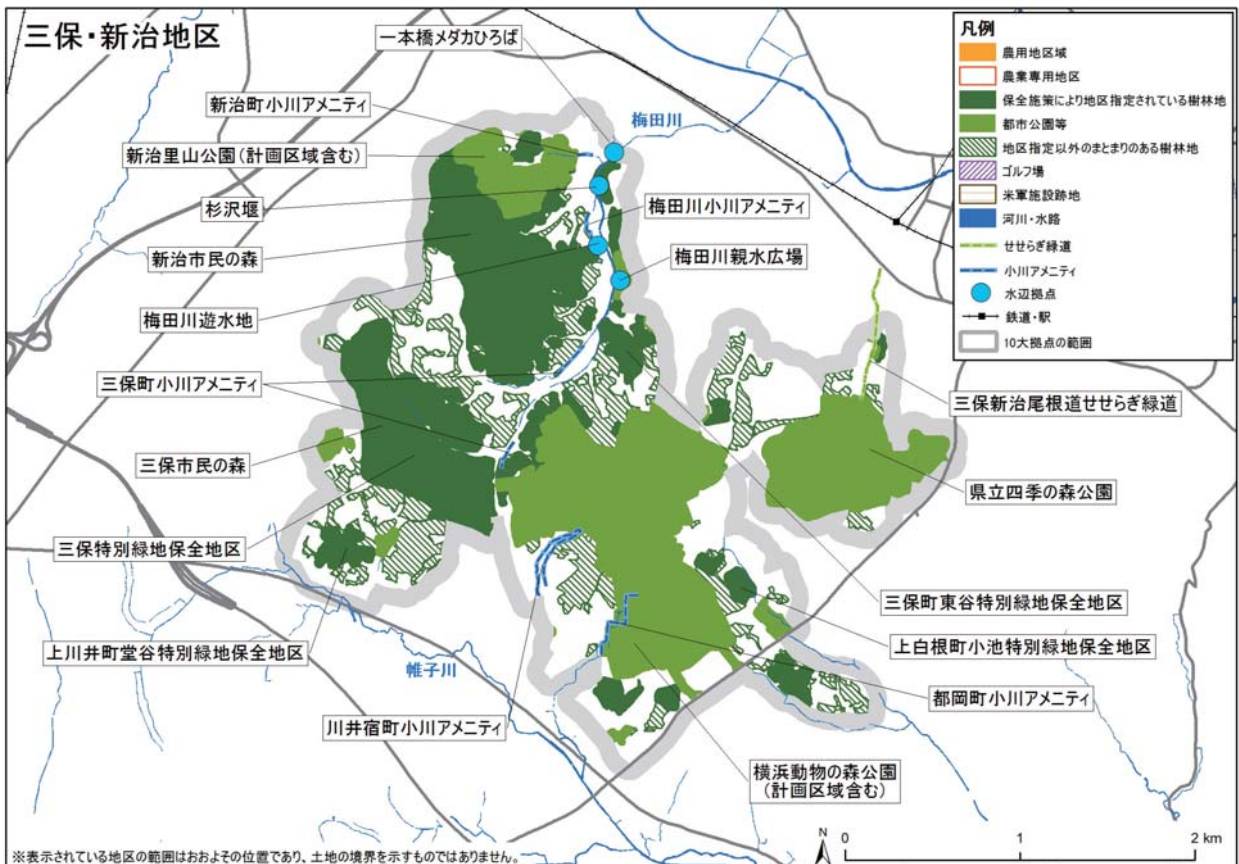 三保・新治地区
一本橋メダカひろば
新治町小川アメニティ
梅田川
新治里山公園(計画区域含む)
杉沢堰
梅田川小川アメニティ
新治市民の森
梅田川親水広場
梅田川遊水地
三保町小川アメニティ
三保新治尾根道せせらぎ緑道
三保市民の森
県立四季の森公園
三保特別緑地保全地区
三保町東谷特別緑地保全地区
上川井町堂谷特別緑地保全地区
上白根町小池特別緑地保全地区
帷子川
都岡町小川アメニティ
川井宿町小川アメニティ
横浜動物の森公園
(計画区域含む)
凡例
農用地区域
農業専用地区
保全施策により地区指定されている樹林地
都市公園等
地区指定以外のまとまりのある樹林地
ゴルフ場
米軍施設跡地
河川・水路
せせらぎ緑道
小川アメニティ
水辺拠点
鉄道・駅
10大拠点の範囲
N
0 1 2 km
※表示されている地区の範囲はおおよその位置であり、土地の境界を示すものではありません。